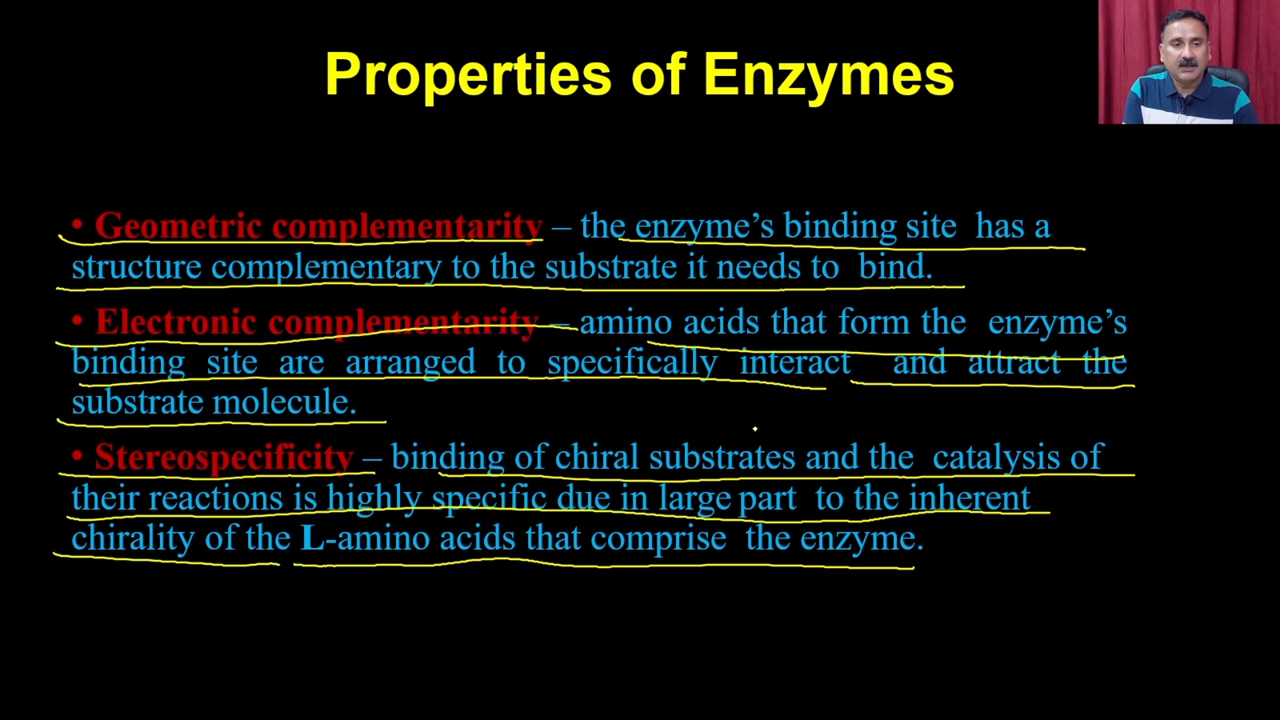 Properties of Enzymes
• Geometric complementarity – the enzyme’s binding site has a
structure complementary to the substrate it needs to bind.
• Electronic complementarity – amino acids that form the enzyme’s
binding site are arranged to specifically interact and attract the
substrate molecule.
• Stereospecificity – binding of chiral substrates and the catalysis of
their reactions is highly specific due in large part to the inherent
chirality of the L-amino acids that comprise the enzyme.